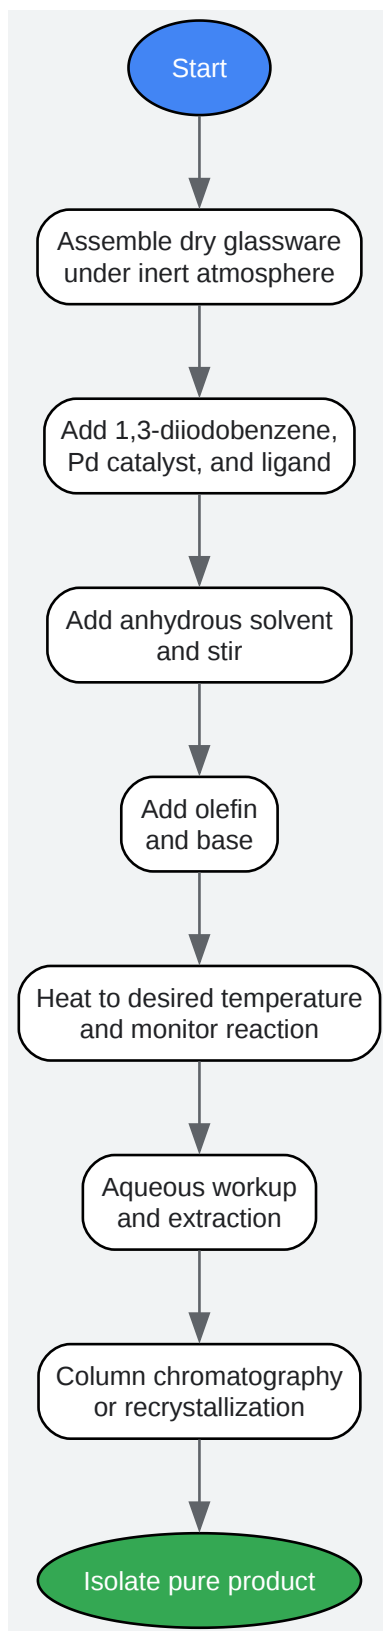 Start
Assemble dry glassware
under inert atmosphere
Add 1,3-diiodobenzene,
Pd catalyst, and ligand
Add anhydrous solvent
and stir
Add olefin
and base
Heat to desired temperature
and monitor reaction
Aqueous workup
and extraction
Column chromatography
or recrystallization
Isolate pure product